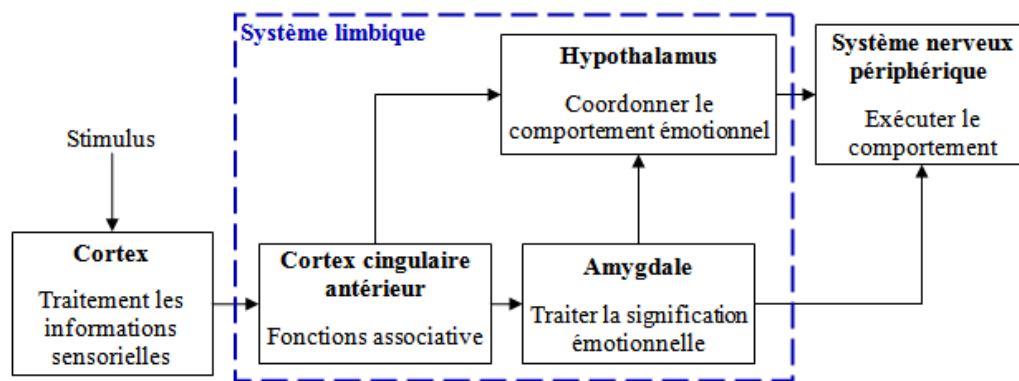 Système limbique
Hypothalamus
Coordonner le
comportement émotionnel
Système nerveux
périphérique
Exécuter le
comportement
Stimulus
Cortex
Traitement les
informations
sensorielles
Cortex cingulaire
antérieur
Fonctions associative
Amygdale
Traiter la signification
émotionnelle